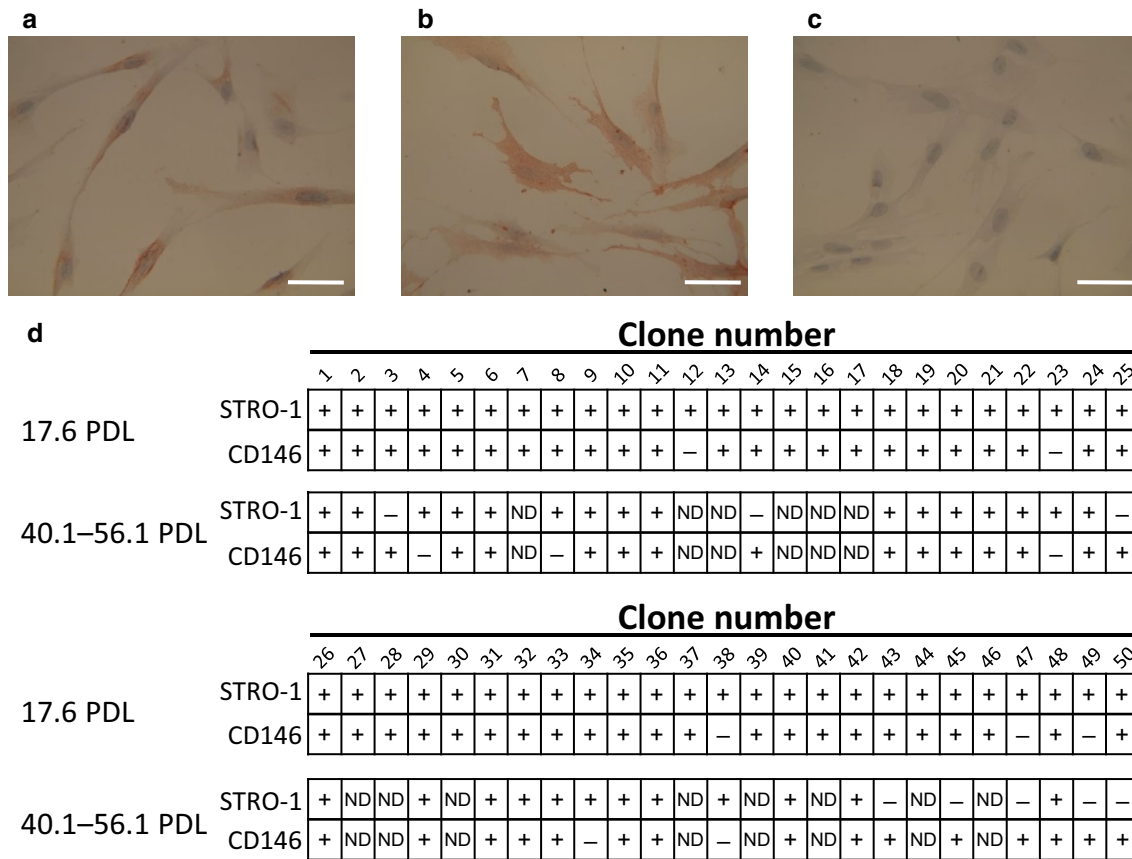 a b c
d
Clone number
1 2 3 4 5 6 7 8 9 10 11 12 13 14 15 16 17 18 19 20 21 22 23 24 25
17.6 PDL
STRO-1 + + + + + + + + + + + + + + + + + + + + + + + + +
CD146 + + + + + + + + + + + – + + + + + + + + + + – + +
40.1–56.1 PDL
STRO-1 + + – + + + ND + + + + ND ND – ND ND ND + + + + + + + –
CD146 + + + – + + ND – + + + ND ND + ND ND ND + + + + + – + +
Clone number
26 27 28 29 30 31 32 33 34 35 36 37 38 39 40 41 42 43 44 45 46 47 48 49 50
17.6 PDL
STRO-1 + + + + + + + + + + + + + + + + + + + + + + + + +
CD146 + + + + + + + + + + + + – + + + + + + + + – + – +
40.1–56.1 PDL
STRO-1 + ND ND + ND + + + + + + ND + ND + ND + – ND – ND – + – –
CD146 + ND ND + ND + + + – + + ND – ND + ND + + ND + ND + + + +